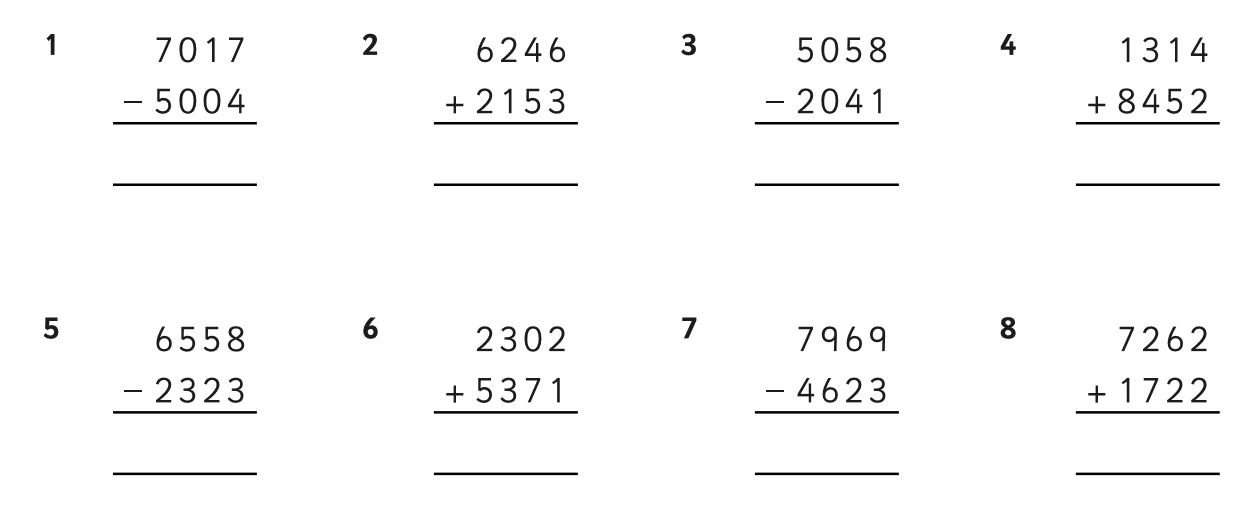 1 7017 2 6246 3 5058 4 1314
− 5004 + 2153 − 2041 + 8452
5 6558 6 2302 7 7969 8 7262
− 2323 + 5371 − 4623 + 1722